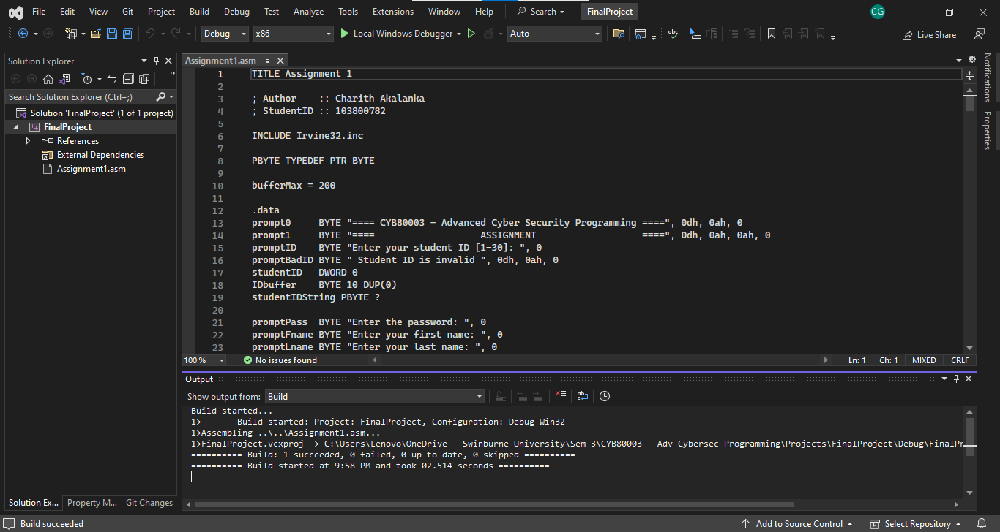 File Edit View Git Project Build Debug Test Analyze Tools Extensions Window Help Search FinalProject CG
Debug x86 Local Windows Debugger Auto Live Share
Solution Explorer
Search Solution Explorer (Ctrl+;)
Solution 'FinalProject' (1 of 1 project)
FinalProject
References
External Dependencies
Assignment1.asm
Solution Ex... Property M... Git Changes
Assignment1.asm
1 TITLE Assignment 1
2
3 ; Author    :: Charith Akalanka
4 ; StudentID :: 103800782
5
6 INCLUDE Irvine32.inc
7
8 PBYTE TYPEDEF PTR BYTE
9
10 bufferMax = 200
11
12 .data
13 prompt0     BYTE "==== CYB80003 - Advanced Cyber Security Programming ====", 0dh, 0ah, 0
14 prompt1     BYTE "====                   ASSIGNMENT                   ====", 0dh, 0ah, 0ah, 0
15 promptID    BYTE "Enter your student ID [1-30]: ", 0
16 promptBadID BYTE " Student ID is invalid ", 0dh, 0ah, 0
17 studentID   DWORD 0
18 IDbuffer    BYTE 10 DUP(0)
19 studentIDString PBYTE ?
20
21 promptPass  BYTE "Enter the password: ", 0
22 promptFname BYTE "Enter your first name: ", 0
23 promptLname BYTE "Enter your last name: ", 0
100 % No issues found Ln: 1 Ch: 1 MIXED CRLF
Output
Show output from: Build
Build started...
1>------ Build started: Project: FinalProject, Configuration: Debug Win32 ------
1>Assembling ..\..\Assignment1.asm...
1>FinalProject.vcxproj -> C:\Users\Lenovo\OneDrive - Swinburne University\Sem 3\CYB80003 - Adv Cybersec Programming\Projects\FinalProject\Debug\FinalPr
========== Build: 1 succeeded, 0 failed, 0 up-to-date, 0 skipped ==========
========== Build started at 9:58 PM and took 02.514 seconds ==========
Notifications
Properties
Build succeeded Add to Source Control Select Repository